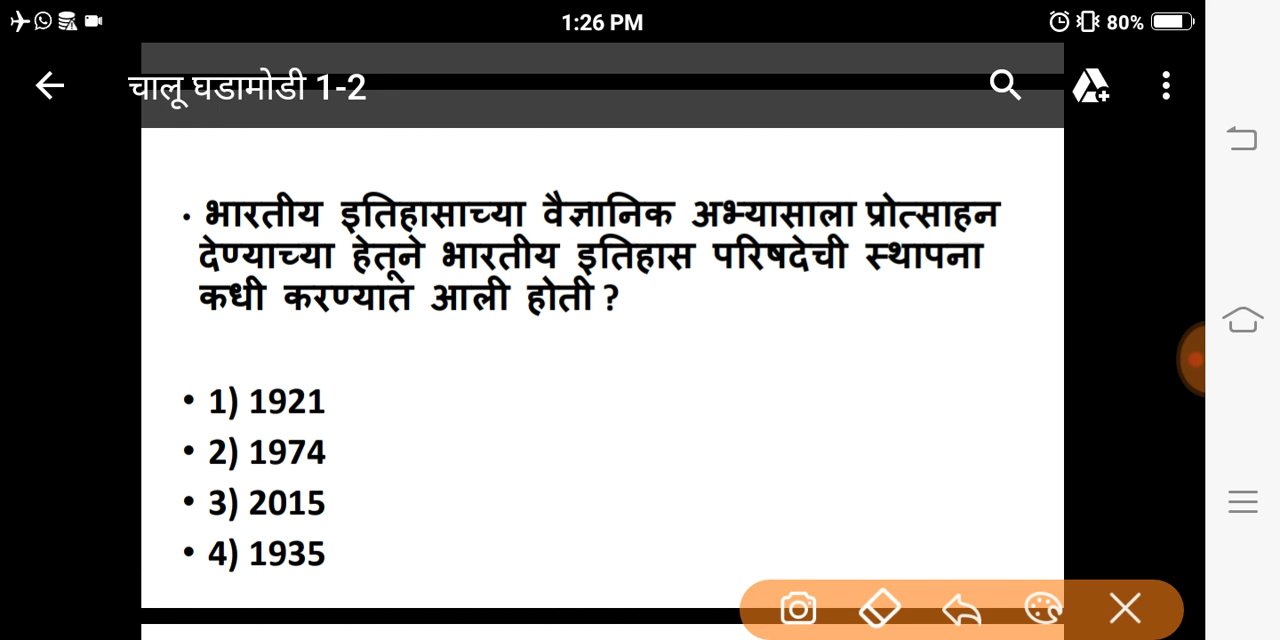 1:26 PM
80%
चालू घडामोडी 1-2
• भारतीय इतिहासाच्या वैज्ञानिक अभ्यासाला प्रोत्साहन
देण्याच्या हेतूने भारतीय इतिहास परिषदेची स्थापना
कधी करण्यात आली होती ?
• 1) 1921
• 2) 1974
• 3) 2015
• 4) 1935